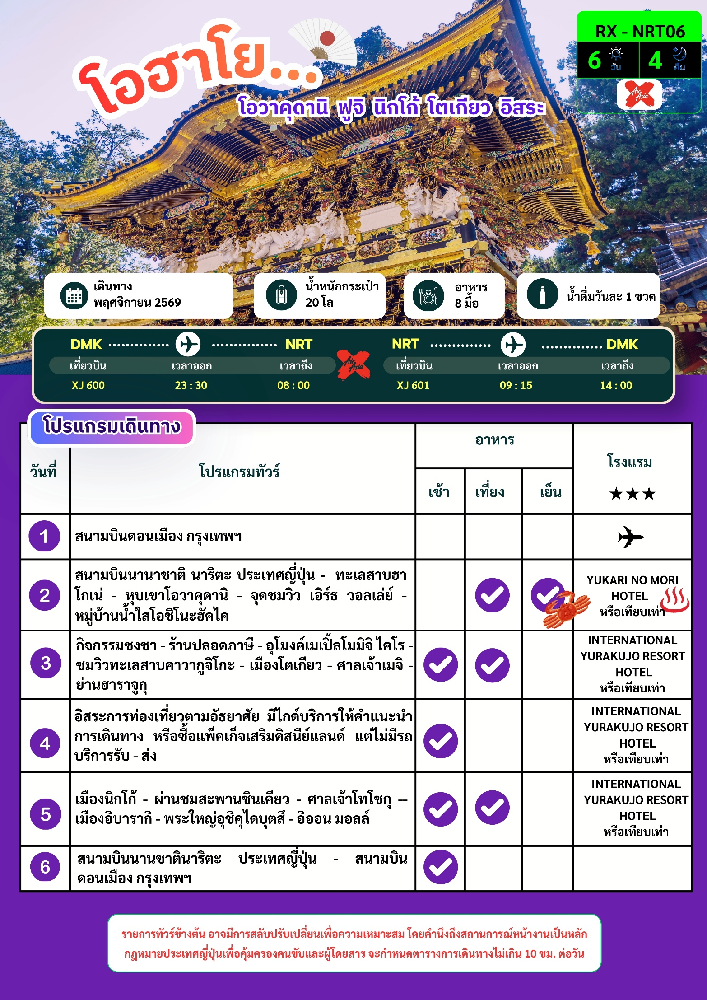 RX - NRT06
6 วัน
4 คืน
Air Asia
โอฮาโย...
โอวาคุดานิ ฟูจิ นิกโก้ โตเกียว อิสระ
เดินทาง
พฤศจิกายน 2569
น้ำหนักกระเป๋า
20 โล
อาหาร
8 มื้อ
น้ำดื่มวันละ 1 ขวด
DMK NRT
เที่ยวบิน เวลาออก เวลาถึง
XJ 600 23 : 30 08 : 00
Air Asia
NRT DMK
เที่ยวบิน เวลาออก เวลาถึง
XJ 601 09 : 15 14 : 00
โปรแกรมเดินทาง
วันที่
โปรแกรมทัวร์
อาหาร
เช้า เที่ยง เย็น
โรงแรม
★★★
1
สนามบินดอนเมือง กรุงเทพฯ
2
สนามบินนานาชาติ นาริตะ ประเทศญี่ปุ่น - ทะเลสาบฮา
โกเน่ - หุบเขาโอวาคุดานิ - จุดชมวิว เอิร์ธ วอลเล่ย์ -
หมู่บ้านน้ำใสโอชิโนะฮัคไค
YUKARI NO MORI
HOTEL
หรือเทียบเท่า
3
กิจกรรมชงชา - ร้านปลอดภาษี - อุโมงค์เมเปิ้ลโมมิจิ ไคโร -
ชมวิวทะเลสาบคาวากูจิโกะ - เมืองโตเกียว - ศาลเจ้าเมจิ -
ย่านฮาราจูกุ
INTERNATIONAL
YURAKUJO RESORT
HOTEL
หรือเทียบเท่า
4
อิสระการท่องเที่ยวตามอัธยาศัย มีไกด์บริการให้คำแนะนำ
การเดินทาง หรือซื้อแพ็คเก็จเสริมดิสนีย์แลนด์ แต่ไม่มีรถ
บริการรับ - ส่ง
INTERNATIONAL
YURAKUJO RESORT
HOTEL
หรือเทียบเท่า
5
เมืองนิกโก้ - ผ่านชมสะพานชินเคียว - ศาลเจ้าโทโชกุ --
เมืองอิบารากิ - พระใหญ่อุชิคุไดบุตสึ - อิออน มอลล์
INTERNATIONAL
YURAKUJO RESORT
HOTEL
หรือเทียบเท่า
6
สนามบินนานชาตินาริตะ ประเทศญี่ปุ่น - สนามบิน
ดอนเมือง กรุงเทพฯ
รายการทัวร์ข้างต้น อาจมีการสลับปรับเปลี่ยนเพื่อความเหมาะสม โดยคำนึงถึงสถานการณ์หน้างานเป็นหลัก
กฎหมายประเทศญี่ปุ่นเพื่อคุ้มครองคนขับและผู้โดยสาร จะกำหนดตารางการเดินทางไม่เกิน 10 ชม. ต่อวัน